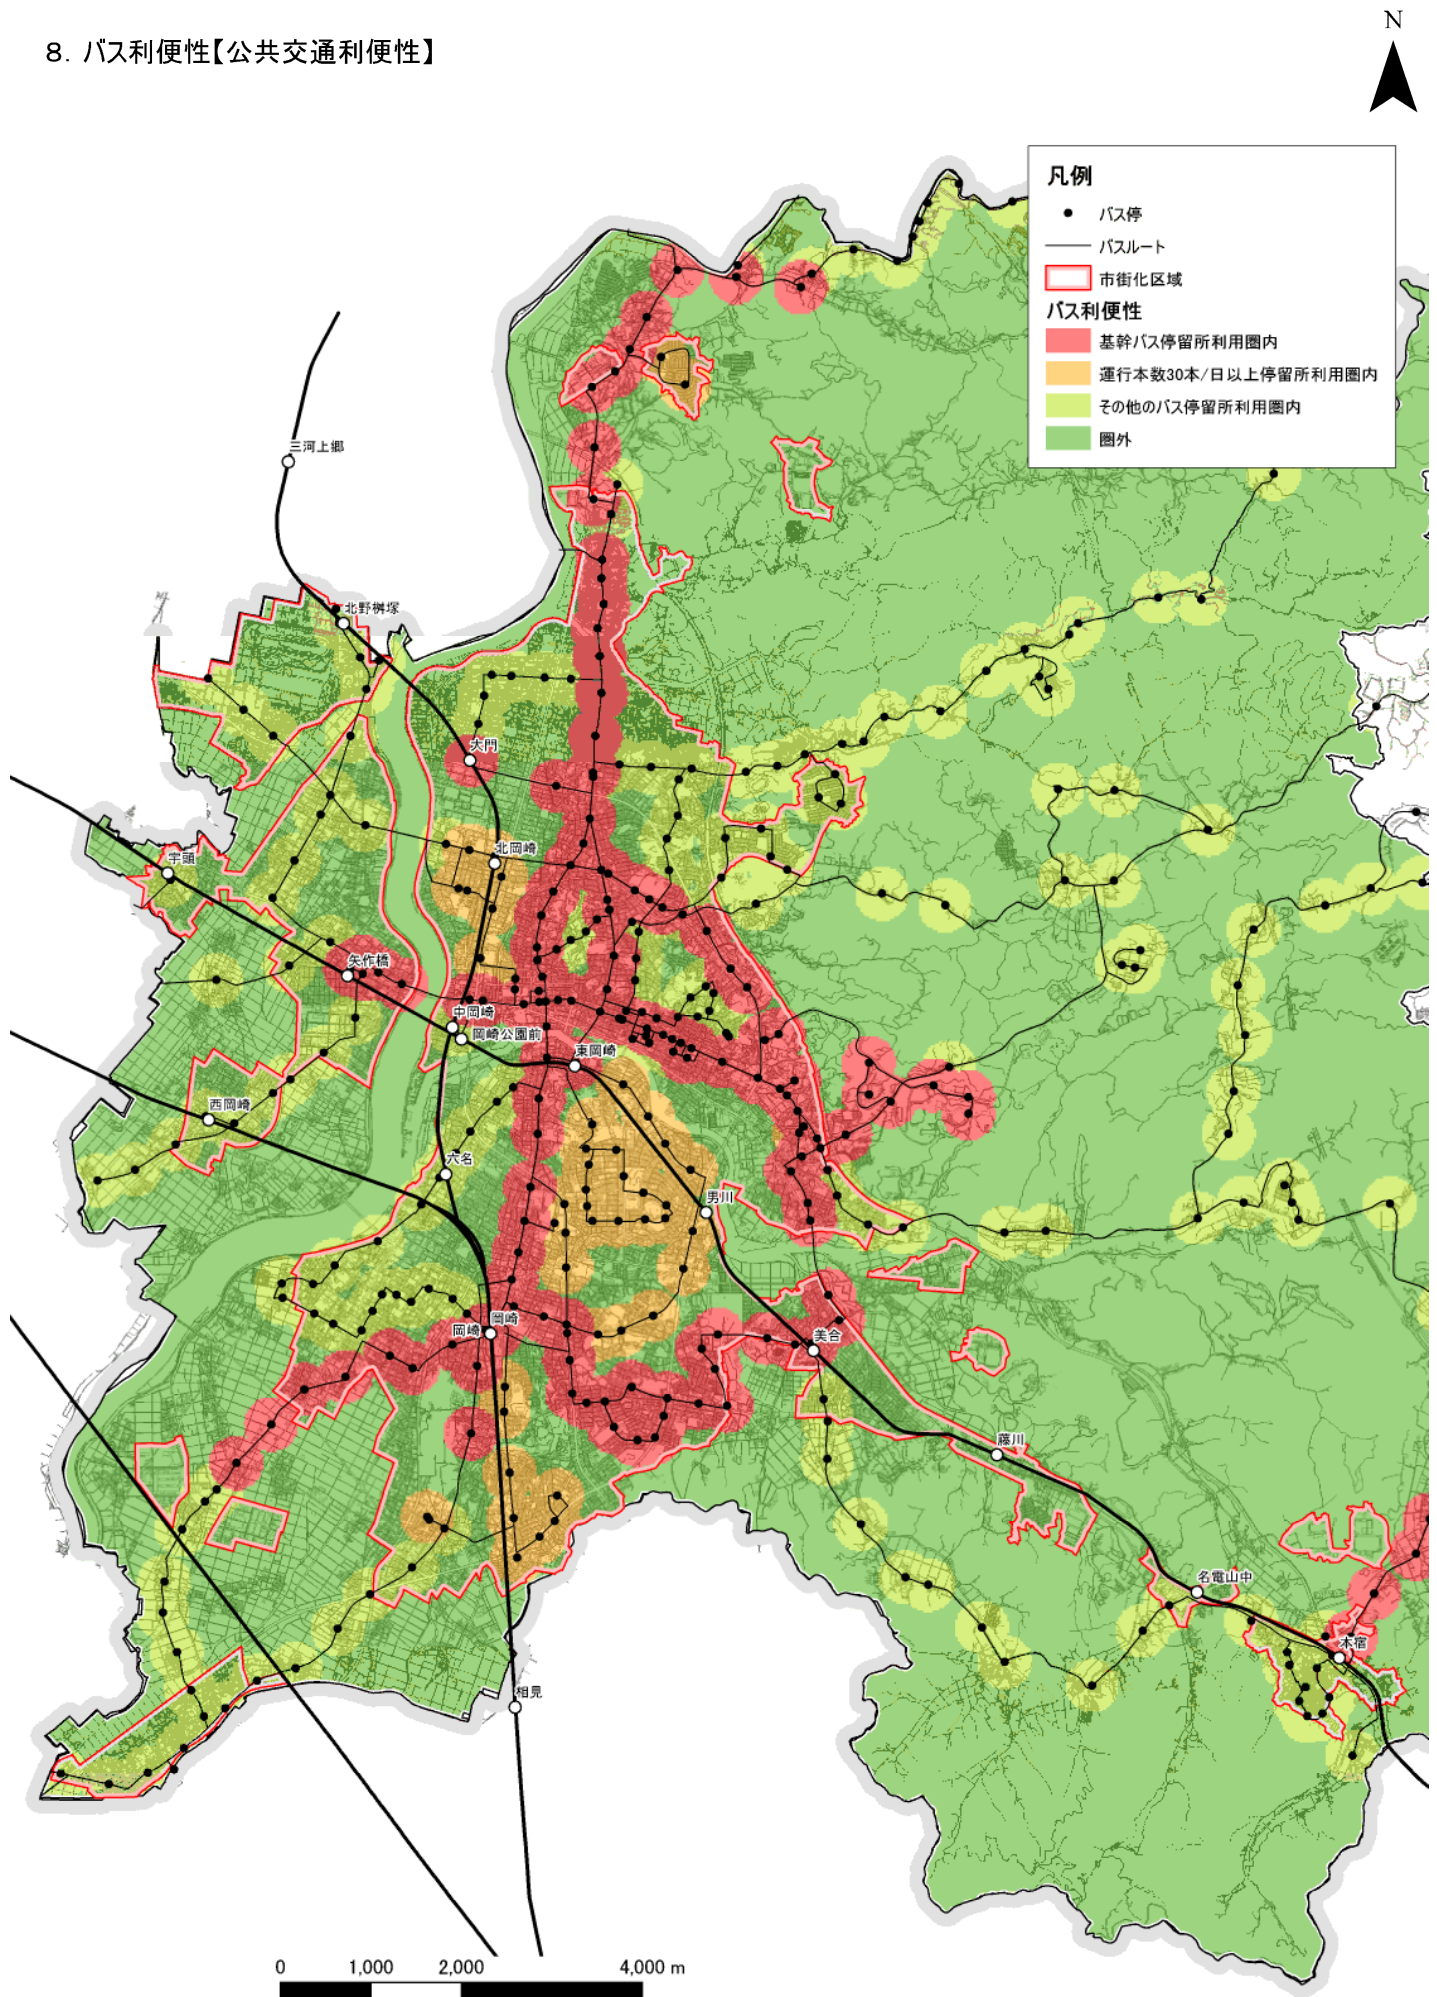 N
8. バス利便性【公共交通利便性】
凡例
バス停
バスルート
市街化区域
バス利便性
基幹バス停留所利用圏内
運行本数30本/日以上停留所利用圏内
その他のバス停留所利用圏内
圏外
三河上郷
北野桝塚
大門
北岡崎
宇頭
矢作橋
中岡崎
岡崎公園前
東岡崎
西岡崎
六名
男川
岡崎
岡崎
美合
藤川
名電山中
本宿
相見
0 1,000 2,000 4,000 m